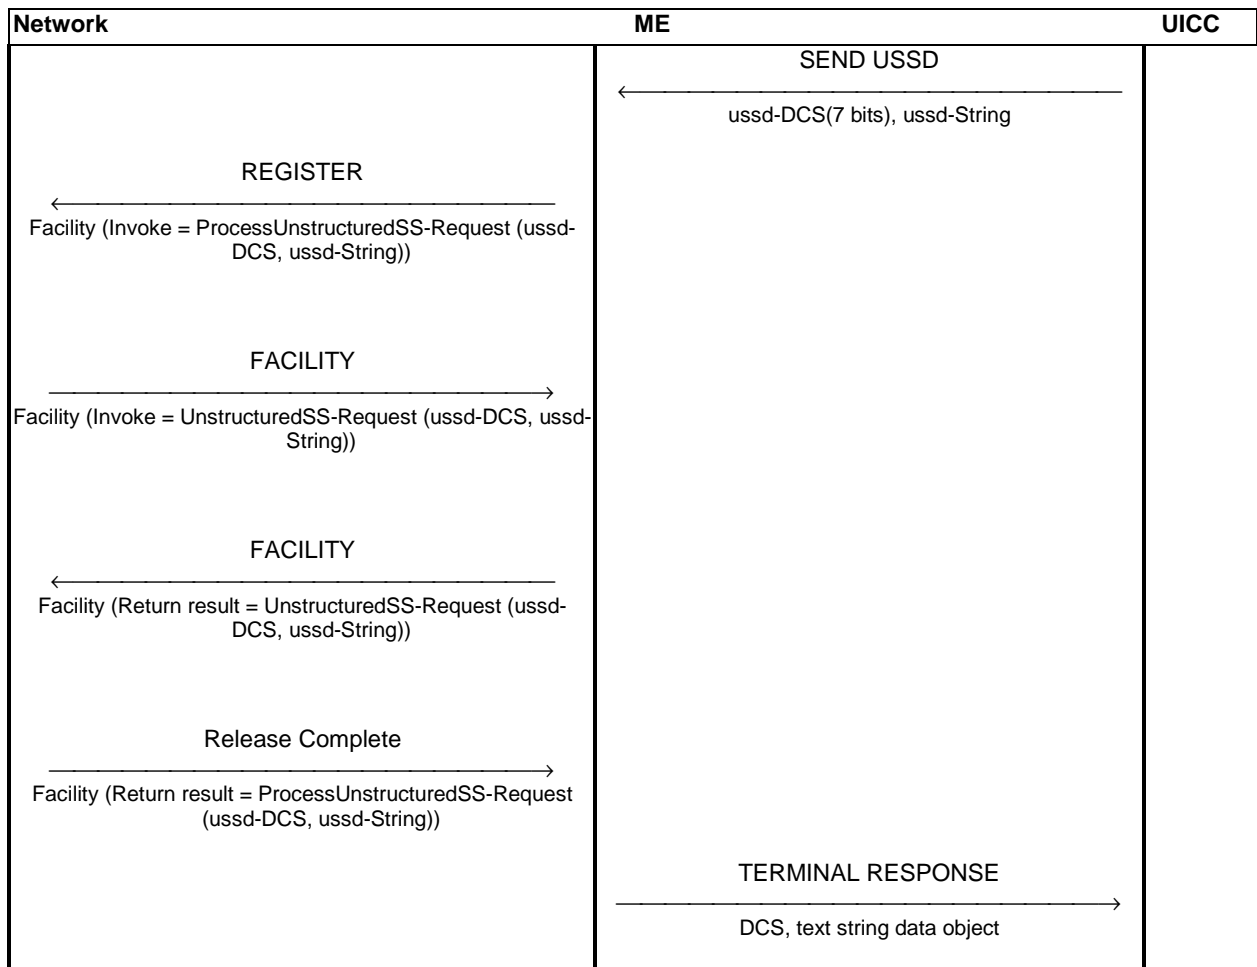 Network ME UICC
SEND USSD
ussd-DCS(7 bits), ussd-String
REGISTER
Facility (Invoke = ProcessUnstructuredSS-Request (ussd-
DCS, ussd-String))
FACILITY
Facility (Invoke = UnstructuredSS-Request (ussd-DCS, ussd-
String))
FACILITY
Facility (Return result = UnstructuredSS-Request (ussd-
DCS, ussd-String))
Release Complete
Facility (Return result = ProcessUnstructuredSS-Request
(ussd-DCS, ussd-String))
TERMINAL RESPONSE
DCS, text string data object